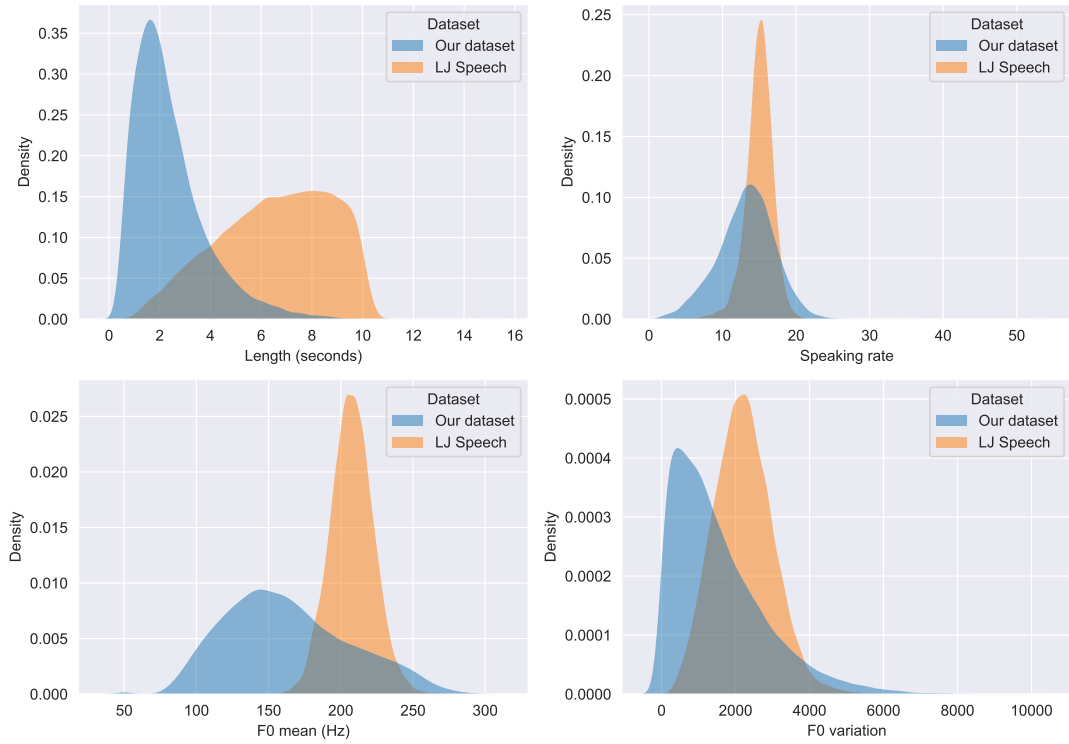 Density
0.35
0.30
0.25
0.20
0.15
0.10
0.05
0.00
0 2 4 6 8 10 12 14 16
Length (seconds)
Dataset
Our dataset
LJ Speech
Density
0.25
0.20
0.15
0.10
0.05
0.00
0 10 20 30 40 50
Speaking rate
Dataset
Our dataset
LJ Speech
Density
0.025
0.020
0.015
0.010
0.005
0.000
50 100 150 200 250 300
F0 mean (Hz)
Dataset
Our dataset
LJ Speech
Density
0.0005
0.0004
0.0003
0.0002
0.0001
0.0000
0 2000 4000 6000 8000 10000
F0 variation
Dataset
Our dataset
LJ Speech